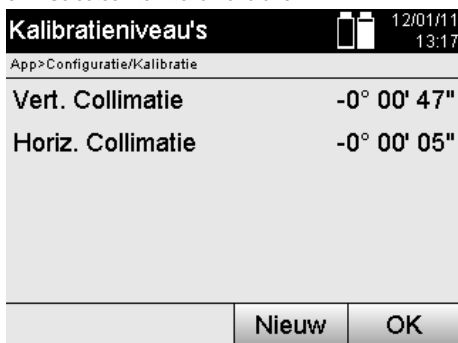 Kalibratieniveau's
12/01/11
13:17
App>Configuratie/Kalibratie
Vert. Collimatie -0° 00' 47"
Horiz. Collimatie -0° 00' 05"
Nieuw OK